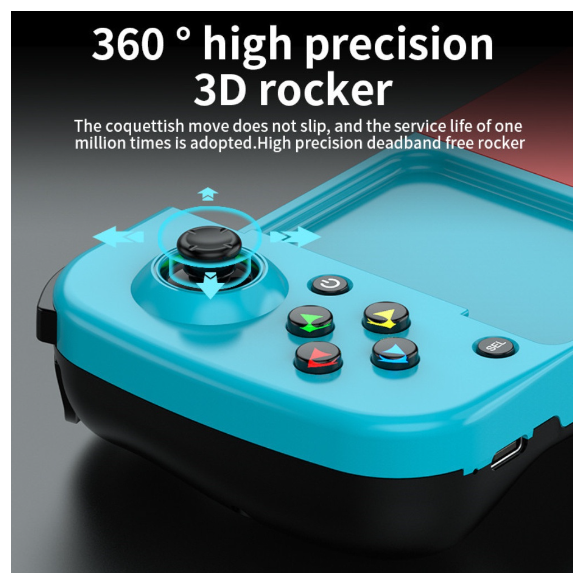 360 ° high precision
3D rocker
The coquettish move does not slip, and the service life of one
million times is adopted.High precision deadband free rocker
SEL